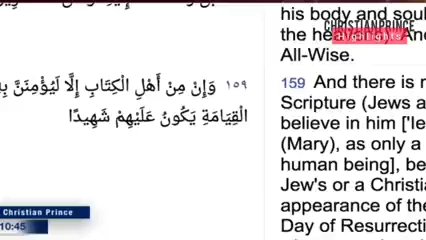 his body and soul
the he
All-Wise.
CHRISTIANPRINCE
Highlights
١٥٩ وَإِنْ مِنْ أَهْلِ الْكِتَابِ إِلَّا لَيُؤْمِنَنَّ
الْقِيَامَةِ يَكُونُ عَلَيْهِمْ شَهِيدًا
159 And there is
Scripture (Jews a
believe in him ['Ie
(Mary), as only a
human being], be
Jew's or a Christia
appearance of the
Day of Resurrecti
Christian Prince
10:45